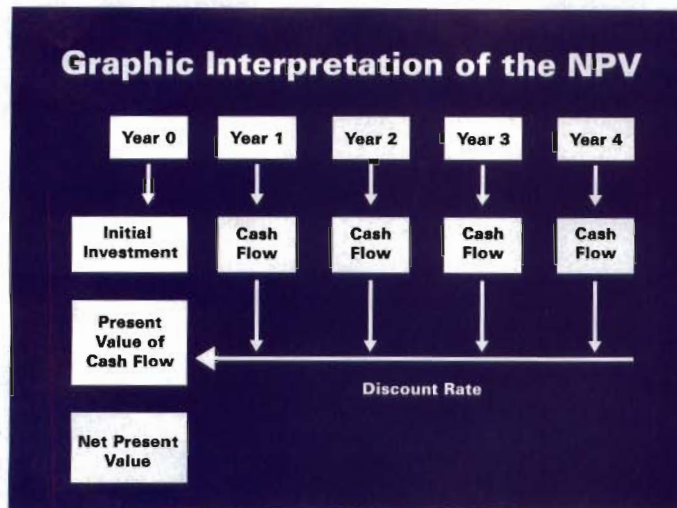 Graphic Interpretation of the NPV
Year 0
Year 1
Year 2
Year 3
Year 4
Initial
Investment
Cash
Flow
Cash
Flow
Cash
Flow
Cash
Flow
Present
Value of
Cash Flow
Discount Rate
Net Present
Value